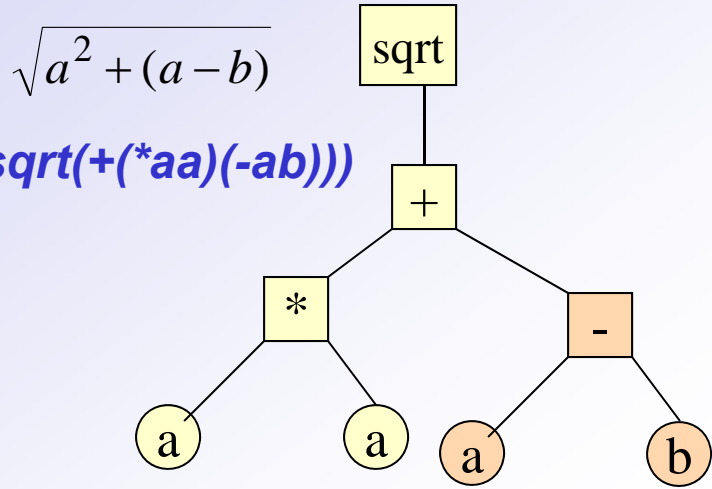 √a² + (a − b)
sqrt(+(*aa)(-ab)))
sqrt
+
*
-
a a a b